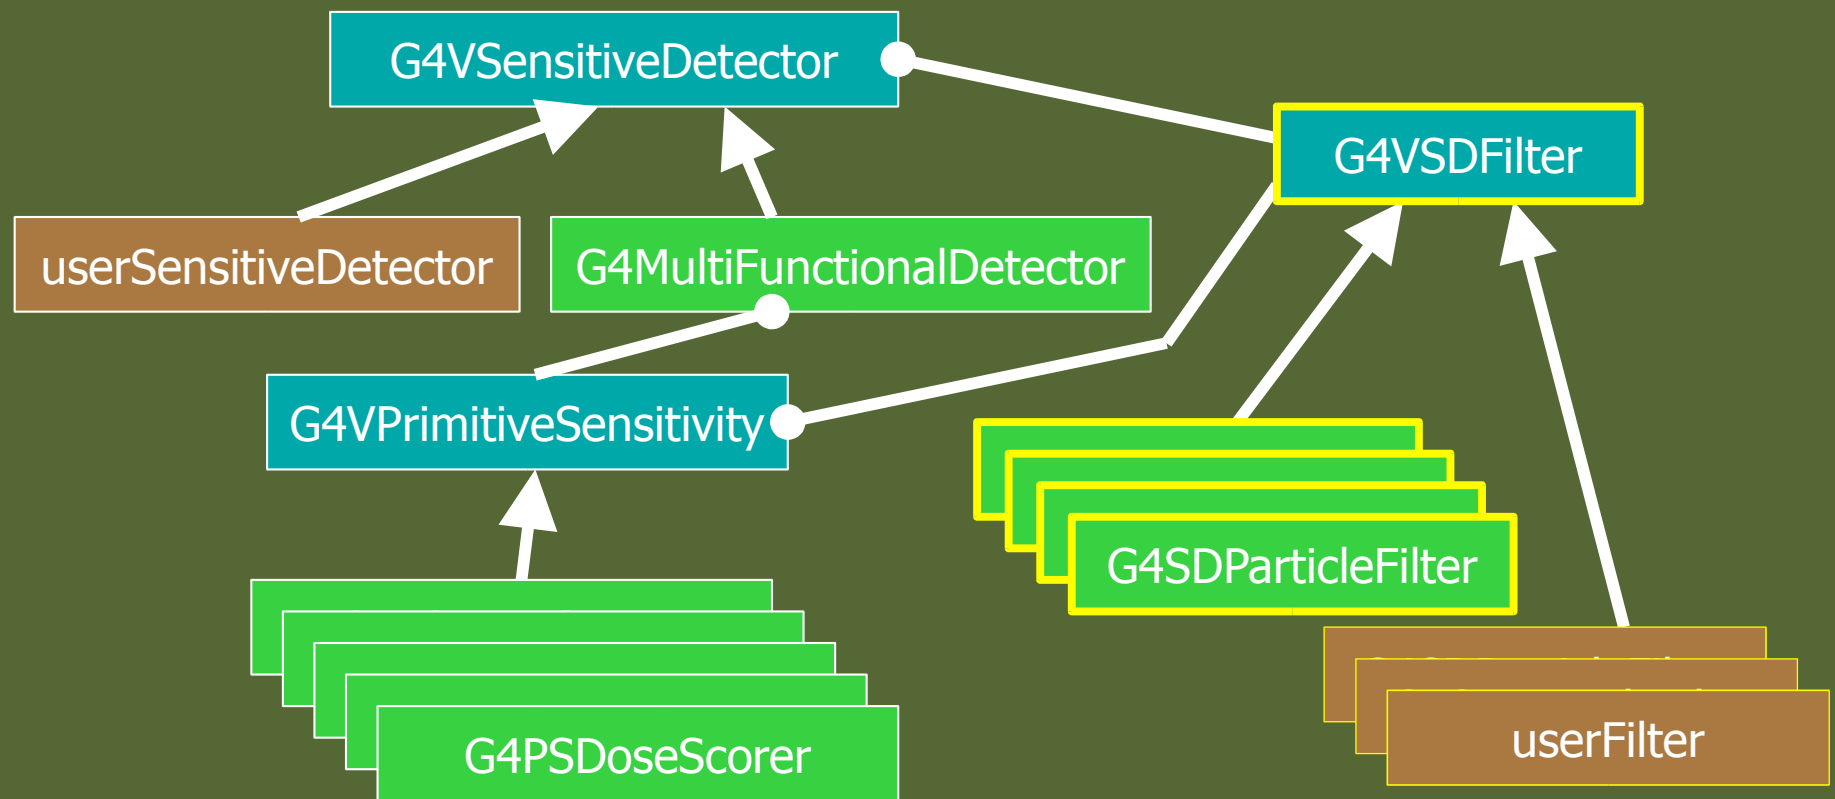 G4VSensitiveDetector
G4VSDFilter
userSensitiveDetector
G4MultiFunctionalDetector
G4VPrimitiveSensitivity
G4SDParticleFilter
G4PSDoseScorer
userFilter